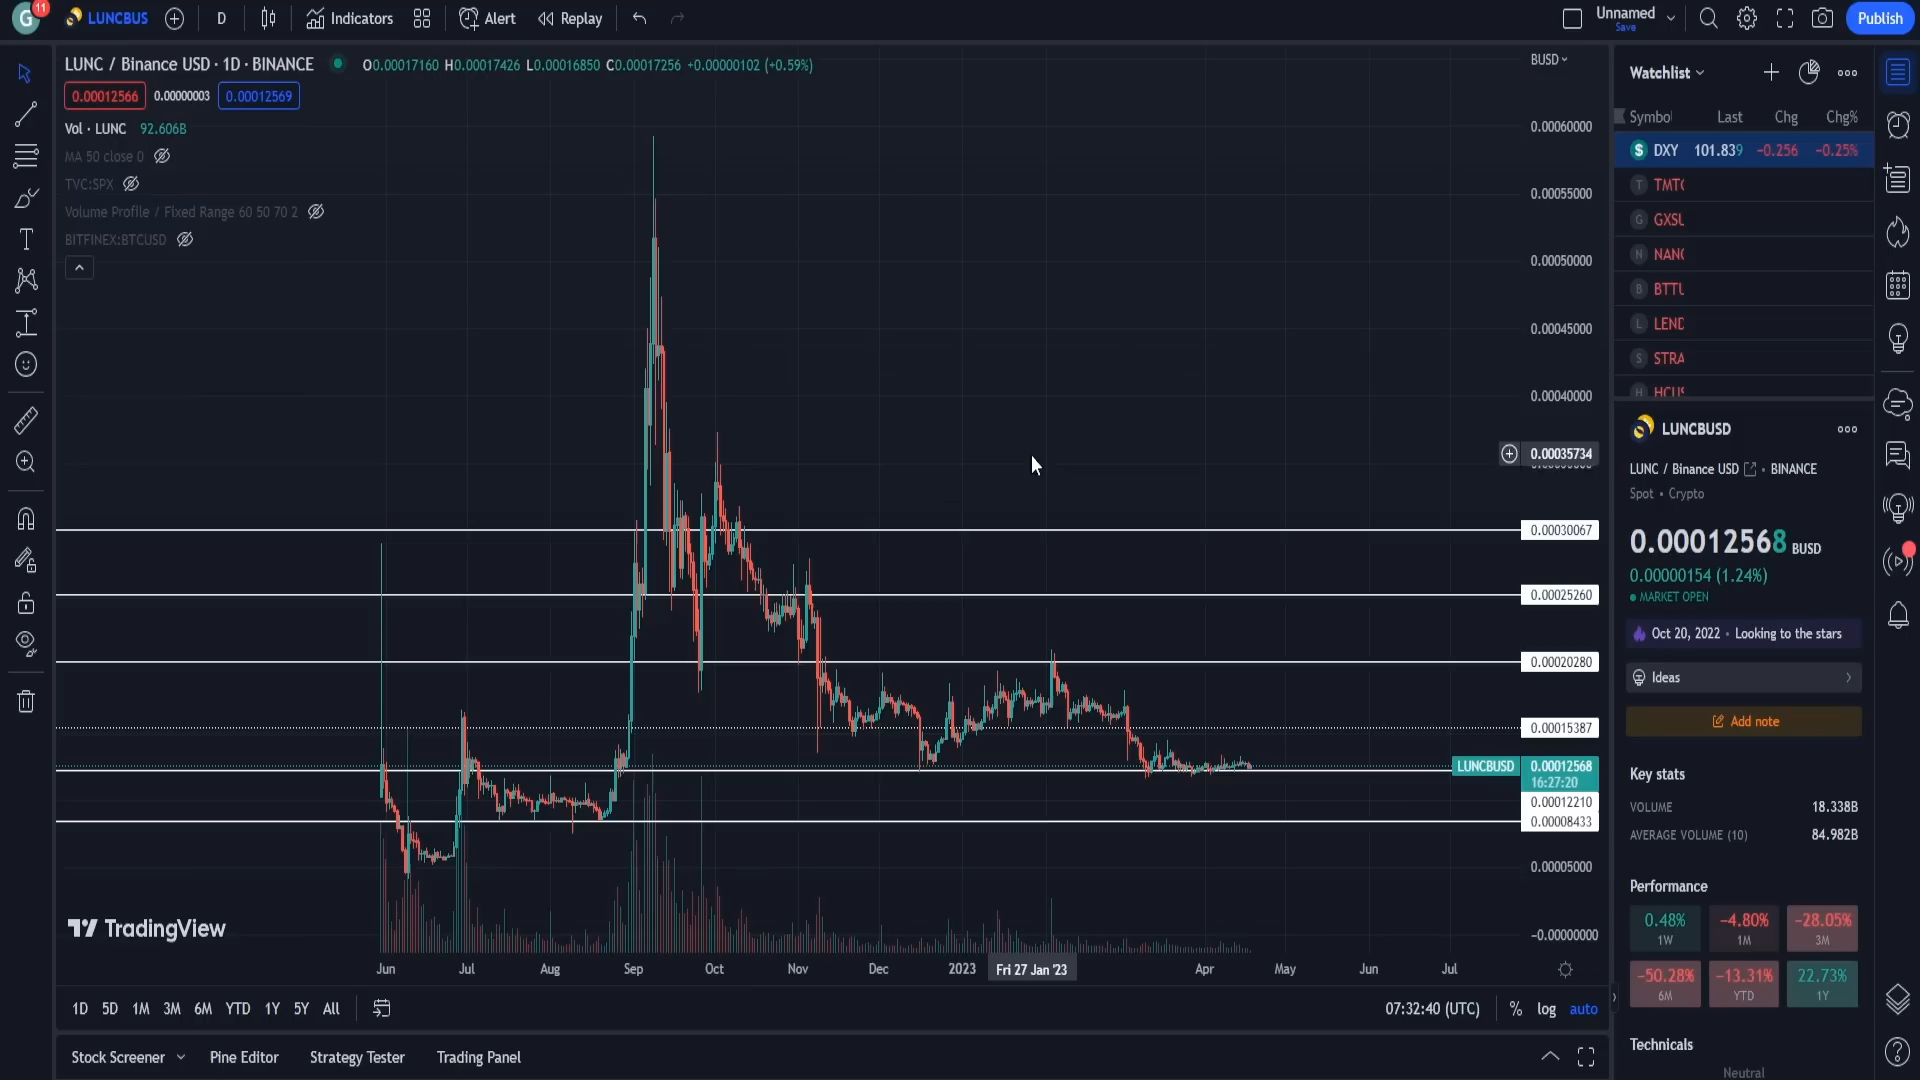 G 11 LUNCBUS D Indicators Alert Replay Unnamed Save Publish
LUNC / Binance USD · 1D · BINANCE O0.00017160 H0.00017426 L0.00016850 C0.00017256 +0.00000102 (+0.59%)
0.00012566 0.00000003 0.00012569
Vol · LUNC 92.606B
MA 50 close 0
TVC:SPX
Volume Profile / Fixed Range 60 50 70 2
BITFINEX:BTCUSD
BUSD
0.00060000
0.00055000
0.00050000
0.00045000
0.00040000
0.00035734
0.00030067
0.00025260
0.00020280
0.00015387
LUNCBUSD 0.00012568
16:27:20
0.00012210
0.00008433
0.00005000
−0.00000000
TradingView
Jun Jul Aug Sep Oct Nov Dec 2023 Fri 27 Jan '23 Apr May Jun Jul
1D 5D 1M 3M 6M YTD 1Y 5Y All 07:32:40 (UTC) % log auto
Stock Screener Pine Editor Strategy Tester Trading Panel
Watchlist
Symbol Last Chg Chg%
$ DXY 101.839 −0.256 −0.25%
T TMT
G GXSU
N NAN
B BTTU
L LEND
S STRA
H HCUS
LUNCBUSD
LUNC / Binance USD • BINANCE
Spot • Crypto
0.00012568 BUSD
0.00000154 (1.24%)
MARKET OPEN
Oct 20, 2022 • Looking to the stars
Ideas
Add note
Key stats
VOLUME 18.338B
AVERAGE VOLUME (10) 84.982B
Performance
0.48% −4.80% −28.05%
1W 1M 3M
−50.28% −13.31% 22.73%
6M YTD 1Y
Technicals
Neutral